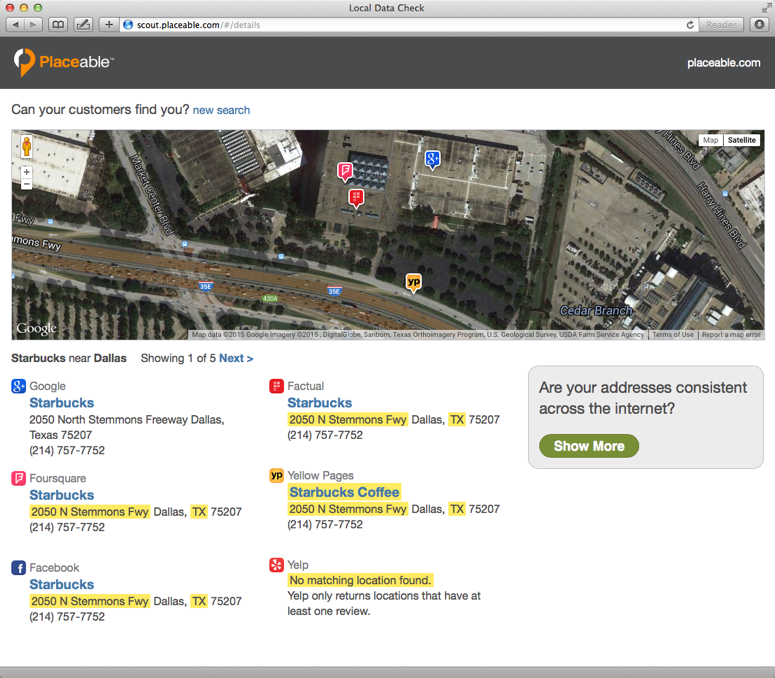 Local Data Check
scout.placeable.com/#/details
Reader
Placeable™
placeable.com
Can your customers find you? new search
Map
Satellite
Market Center Blvd
Harry Hines Blvd
y Hines Blvd
Fwy
mmons Fwy
35E
430A
35E
yp
Cedar Branch
Google
Map data ©2015 Google Imagery ©2015 , DigitalGlobe, Sanborn, Texas Orthoimagery Program, U.S. Geological Survey, USDA Farm Service Agency
Terms of Use
Report a map error
Starbucks near Dallas Showing 1 of 5 Next >
Google
Starbucks
2050 North Stemmons Freeway Dallas,
Texas 75207
(214) 757-7752
Factual
Starbucks
2050 N Stemmons Fwy Dallas, TX 75207
(214) 757-7752
Foursquare
Starbucks
2050 N Stemmons Fwy Dallas, TX 75207
(214) 757-7752
yp Yellow Pages
Starbucks Coffee
2050 N Stemmons Fwy Dallas, TX 75207
(214) 757-7752
Facebook
Starbucks
2050 N Stemmons Fwy Dallas, TX 75207
(214) 757-7752
Yelp
No matching location found.
Yelp only returns locations that have at
least one review.
Are your addresses consistent
across the internet?
Show More